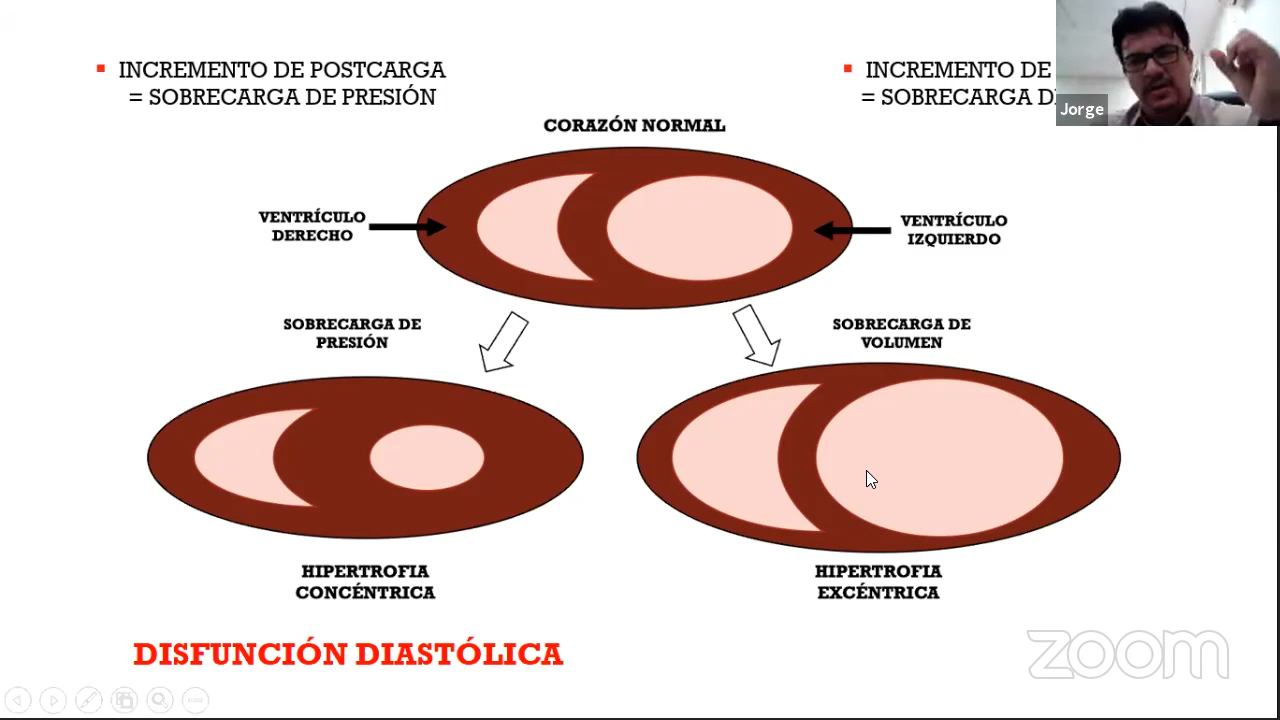 INCREMENTO DE POSTCARGA
= SOBRECARGA DE PRESIÓN
INCREMENTO DE
= SOBRECARGA
Jorge
CORAZÓN NORMAL
VENTRÍCULO
DERECHO
VENTRÍCULO
IZQUIERDO
SOBRECARGA DE
PRESIÓN
SOBRECARGA DE
VOLUMEN
HIPERTROFIA
CONCÉNTRICA
HIPERTROFIA
EXCÉNTRICA
DISFUNCIÓN DIASTÓLICA
zoom